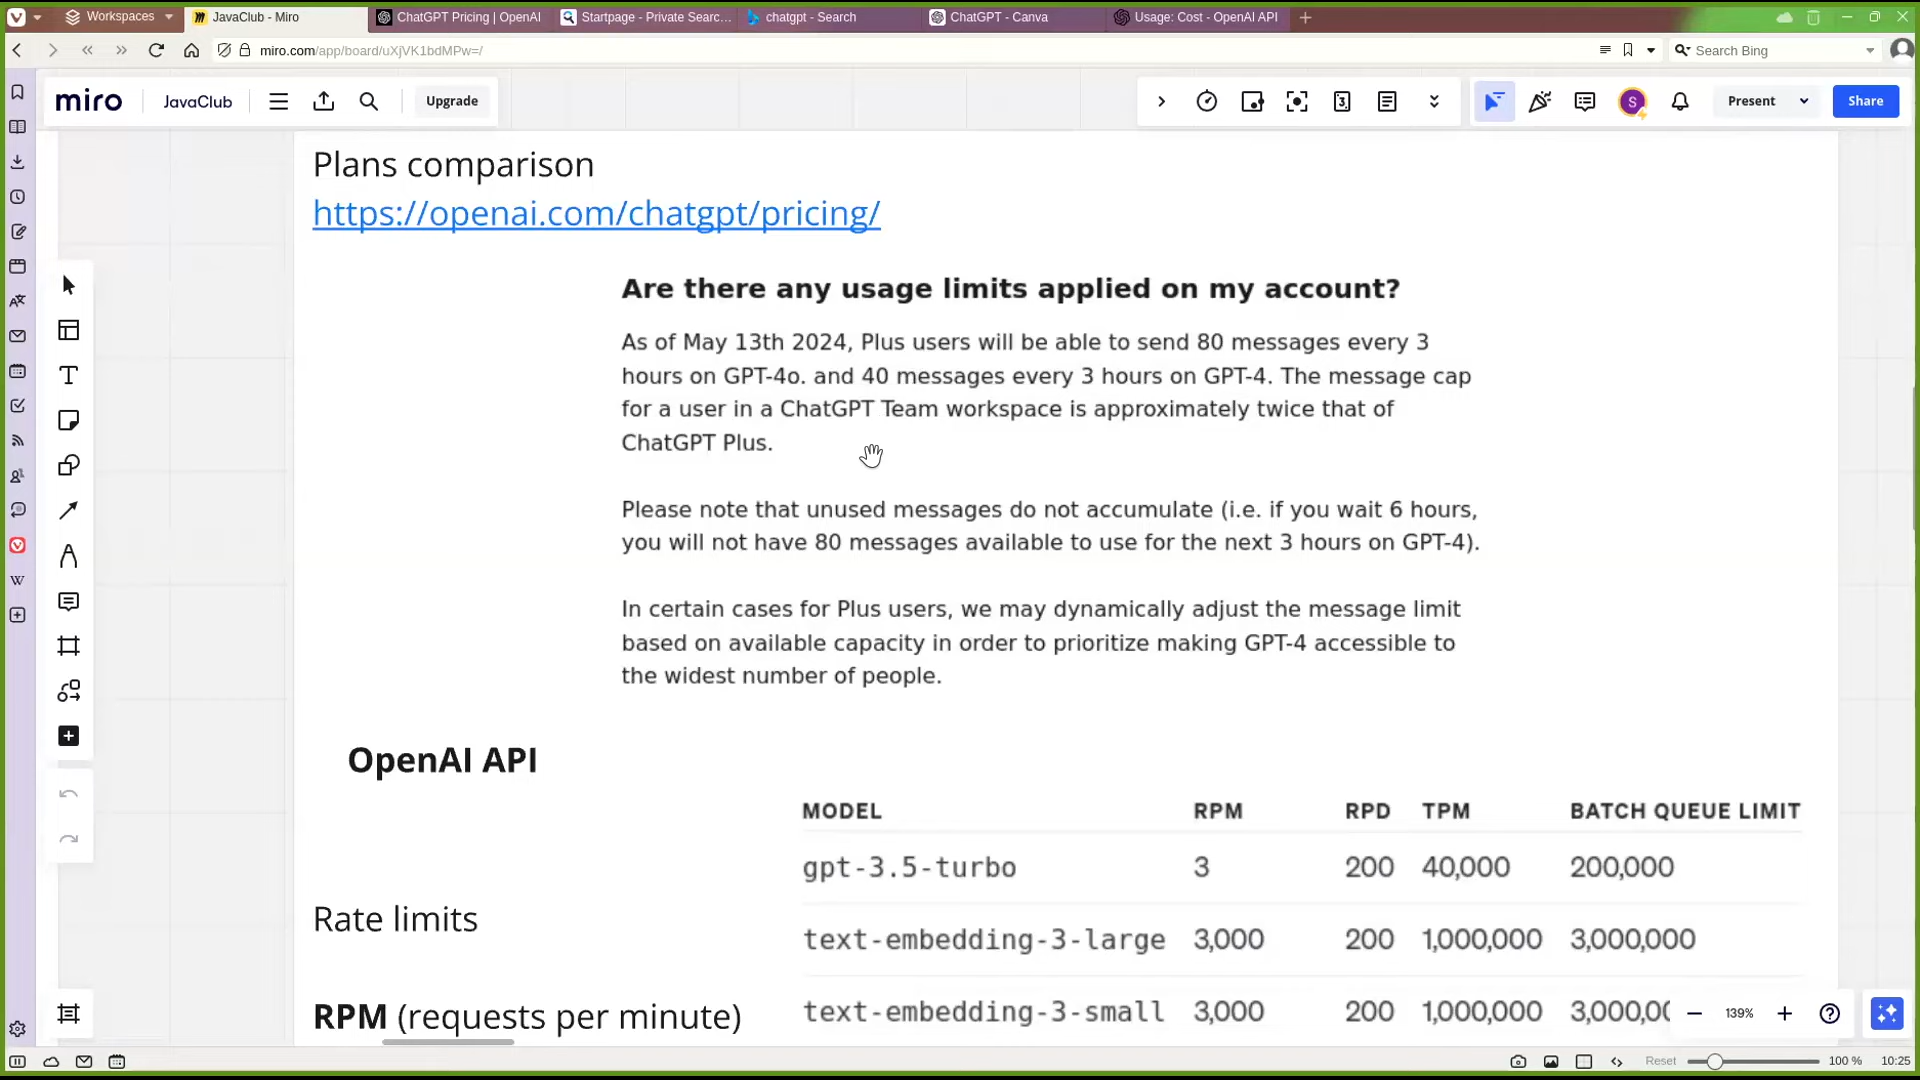 Workspaces
JavaClub - Miro
ChatGPT Pricing | OpenAI
Startpage - Private Searc...
chatgpt - Search
ChatGPT - Canva
Usage: Cost - OpenAI API
miro.com/app/board/uXjVK1bdMPw=/
Search Bing
miro
JavaClub
Upgrade
3
S
Present
Share
Plans comparison
https://openai.com/chatgpt/pricing/
Are there any usage limits applied on my account?
As of May 13th 2024, Plus users will be able to send 80 messages every 3
hours on GPT-4o. and 40 messages every 3 hours on GPT-4. The message cap
for a user in a ChatGPT Team workspace is approximately twice that of
ChatGPT Plus.
Please note that unused messages do not accumulate (i.e. if you wait 6 hours,
you will not have 80 messages available to use for the next 3 hours on GPT-4).
In certain cases for Plus users, we may dynamically adjust the message limit
based on available capacity in order to prioritize making GPT-4 accessible to
the widest number of people.
OpenAI API
MODEL RPM RPD TPM BATCH QUEUE LIMIT
gpt-3.5-turbo 3 200 40,000 200,000
Rate limits
text-embedding-3-large 3,000 200 1,000,000 3,000,000
RPM (requests per minute)
text-embedding-3-small 3,000 200 1,000,000 3,000,00
139%
Reset
100 %
10:25